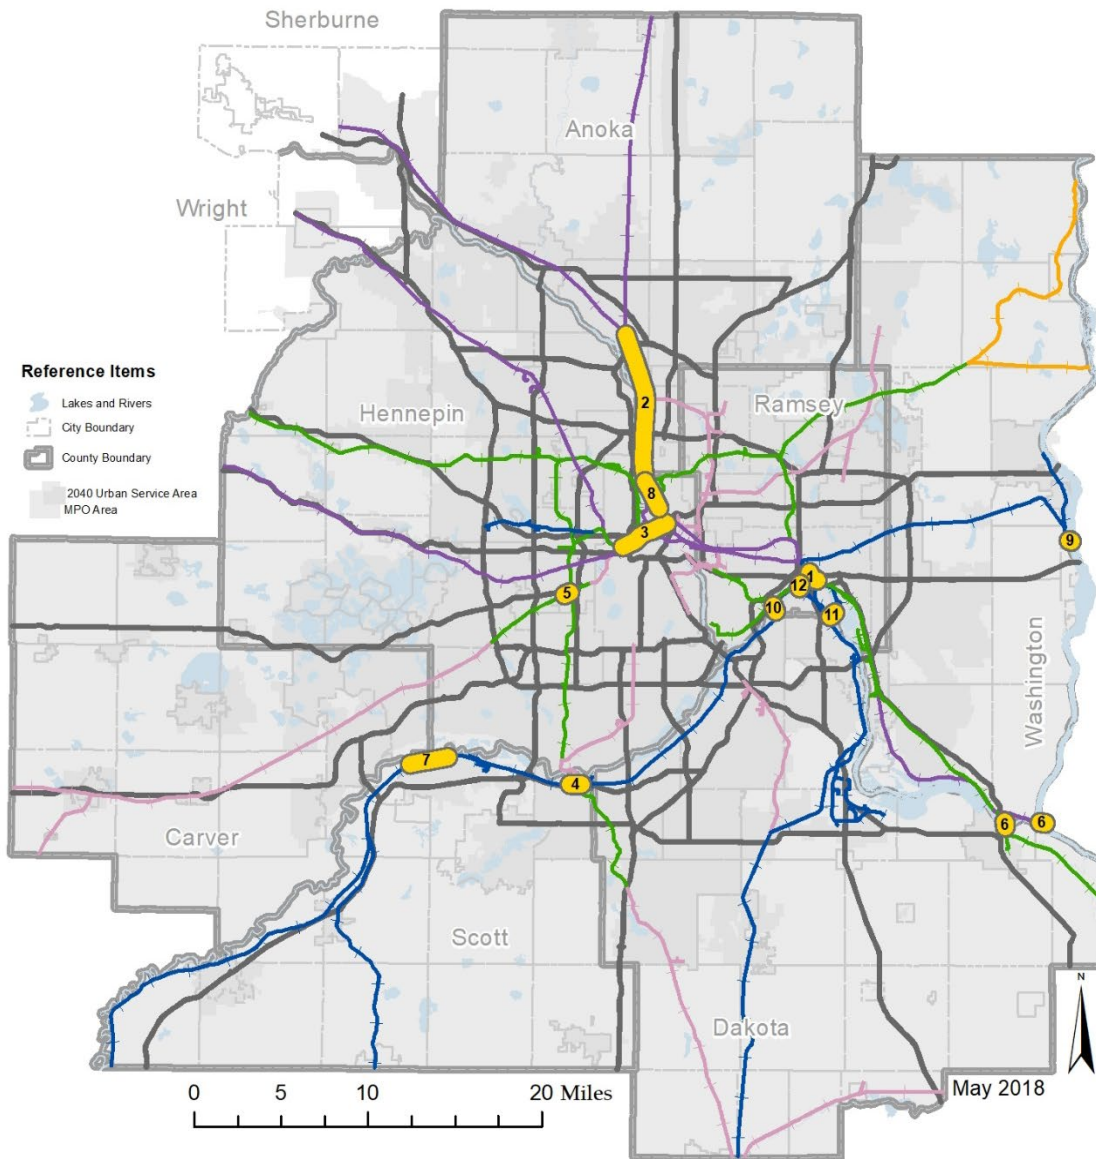 Sherburne
Anoka
Wright
Reference Items
Lakes and Rivers
City Boundary
County Boundary
2040 Urban Service Area
MPO Area
Hennepin
Ramsey
2
8
3
9
5
1
12
10
11
Washington
7
4
6
6
Carver
Scott
Dakota
N
May 2018
0 5 10 20 Miles